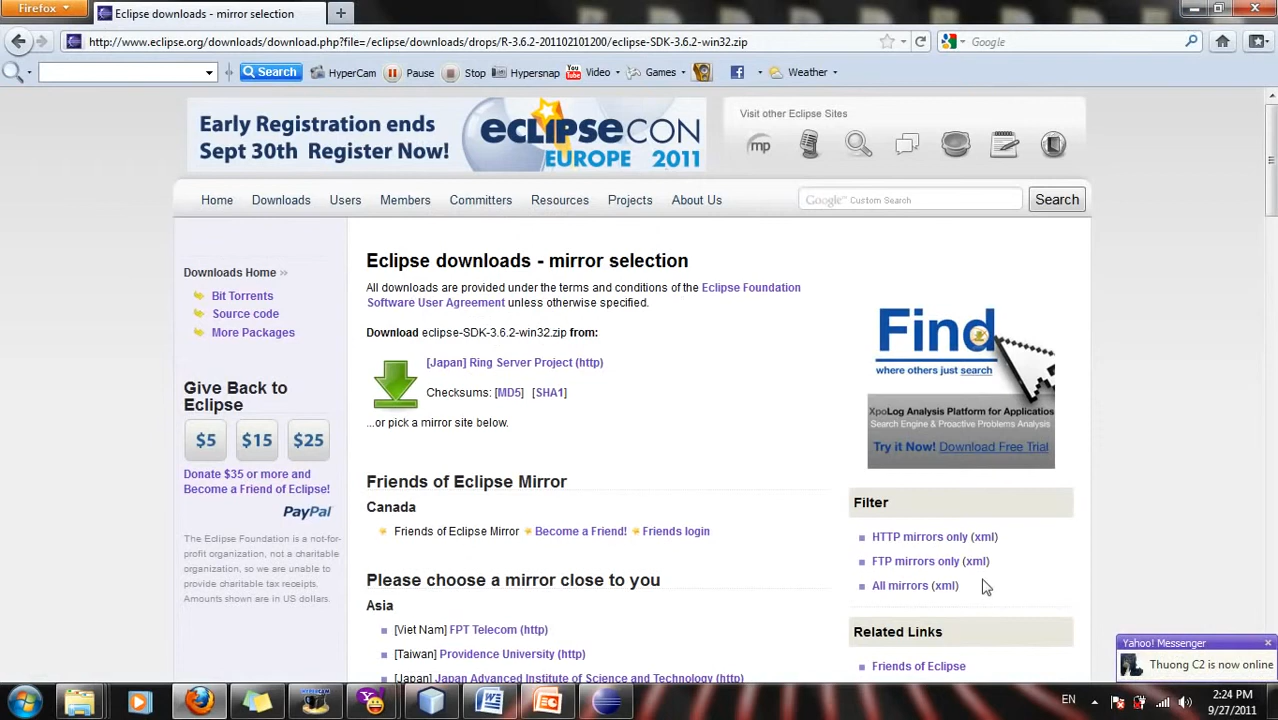 Firefox
Eclipse downloads - mirror selection
http://www.eclipse.org/downloads/download.php?file=/eclipse/downloads/drops/R-3.6.2-201102101200/eclipse-SDK-3.6.2-win32.zip
Google
Search HyperCam Pause Stop Hypersnap You Tube Video Games Weather
Early Registration ends
Sept 30th Register Now!
eclipsecon
EUROPE 2011
Visit other Eclipse Sites
mp
Home Downloads Users Members Committers Resources Projects About Us
Google Custom Search
Search
Downloads Home
Bit Torrents
Source code
More Packages
Give Back to
Eclipse
$5 $15 $25
Donate $35 or more and
Become a Friend of Eclipse!
PayPal
The Eclipse Foundation is a not-for-
profit organization, not a charitable
organization, so we are unable to
provide charitable tax receipts.
Amounts shown are in US dollars.
Eclipse downloads - mirror selection
All downloads are provided under the terms and conditions of the Eclipse Foundation
Software User Agreement unless otherwise specified.
Download eclipse-SDK-3.6.2-win32.zip from:
[Japan] Ring Server Project (http)
Checksums: [MD5] [SHA1]
...or pick a mirror site below.
Friends of Eclipse Mirror
Canada
Friends of Eclipse Mirror Become a Friend! Friends login
Please choose a mirror close to you
Asia
[Viet Nam] FPT Telecom (http)
[Taiwan] Providence University (http)
[Japan] Japan Advanced Institute of Science and Technology (http)
Find
where others just search
XpoLog Analysis Platform for Applicatio
Search Engine & Proactive Problems Analysis
Try it Now! Download Free Trial
Filter
HTTP mirrors only (xml)
FTP mirrors only (xml)
All mirrors (xml)
Related Links
Friends of Eclipse
Yahoo! Messenger
Thuong C2 is now online
HYPERCAM
EN
2:24 PM
9/27/2011